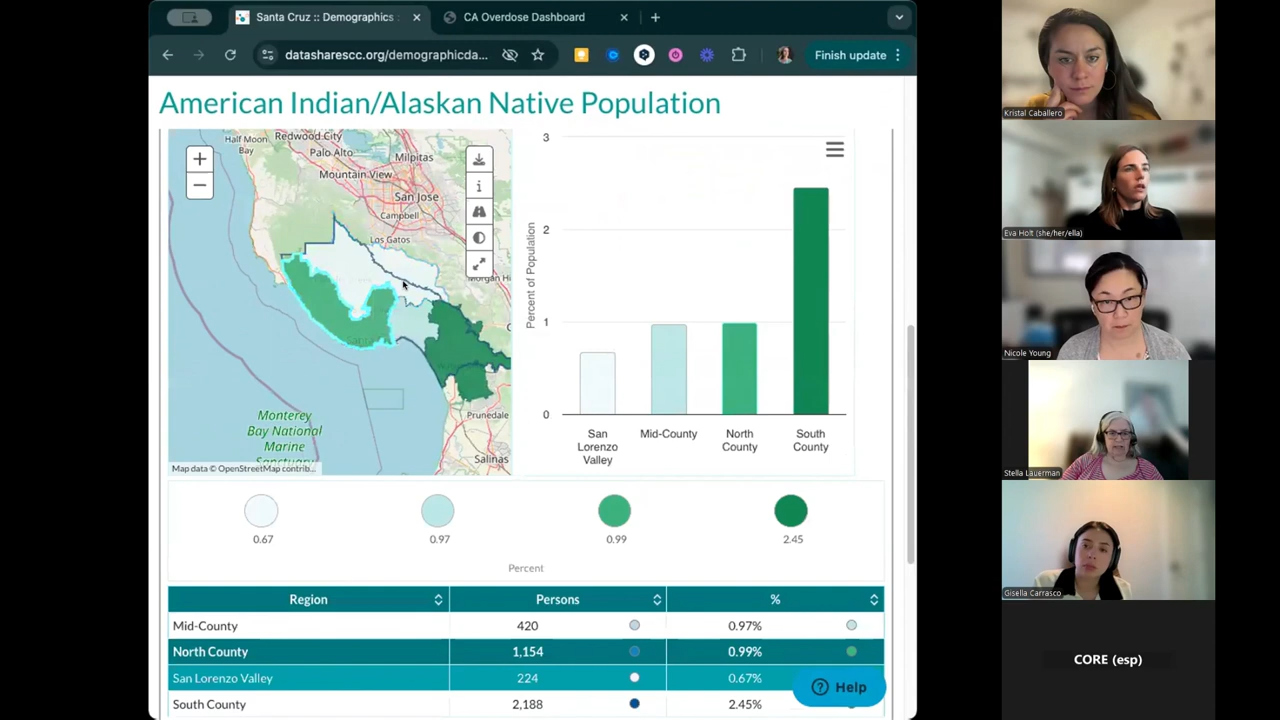 Santa Cruz :: Demographics :
CA Overdose Dashboard
datasharescc.org/demographicda...
Finish update
American Indian/Alaskan Native Population
Half Moon
Bay
Redwood City
Palo Alto
Milpitas
Mountain View
San Jose
Campbell
Los Gatos
Morgan Hi
Prunedale
Salinas
Monterey
Bay National
Marine
Sanctuary
Map data © OpenStreetMap contrib...
Percent of Population
3
2
1
0
San
Lorenzo
Valley
Mid-County
North
County
South
County
0.67
0.97
0.99
2.45
Percent
Region Persons %
Mid-County 420 0.97%
North County 1,154 0.99%
San Lorenzo Valley 224 0.67%
South County 2,188 2.45%
Help
Kristal Caballero
Eva Holt (she/her/ella)
Nicole Young
Stella Lauerman
Gisella Carrasco
CORE (esp)